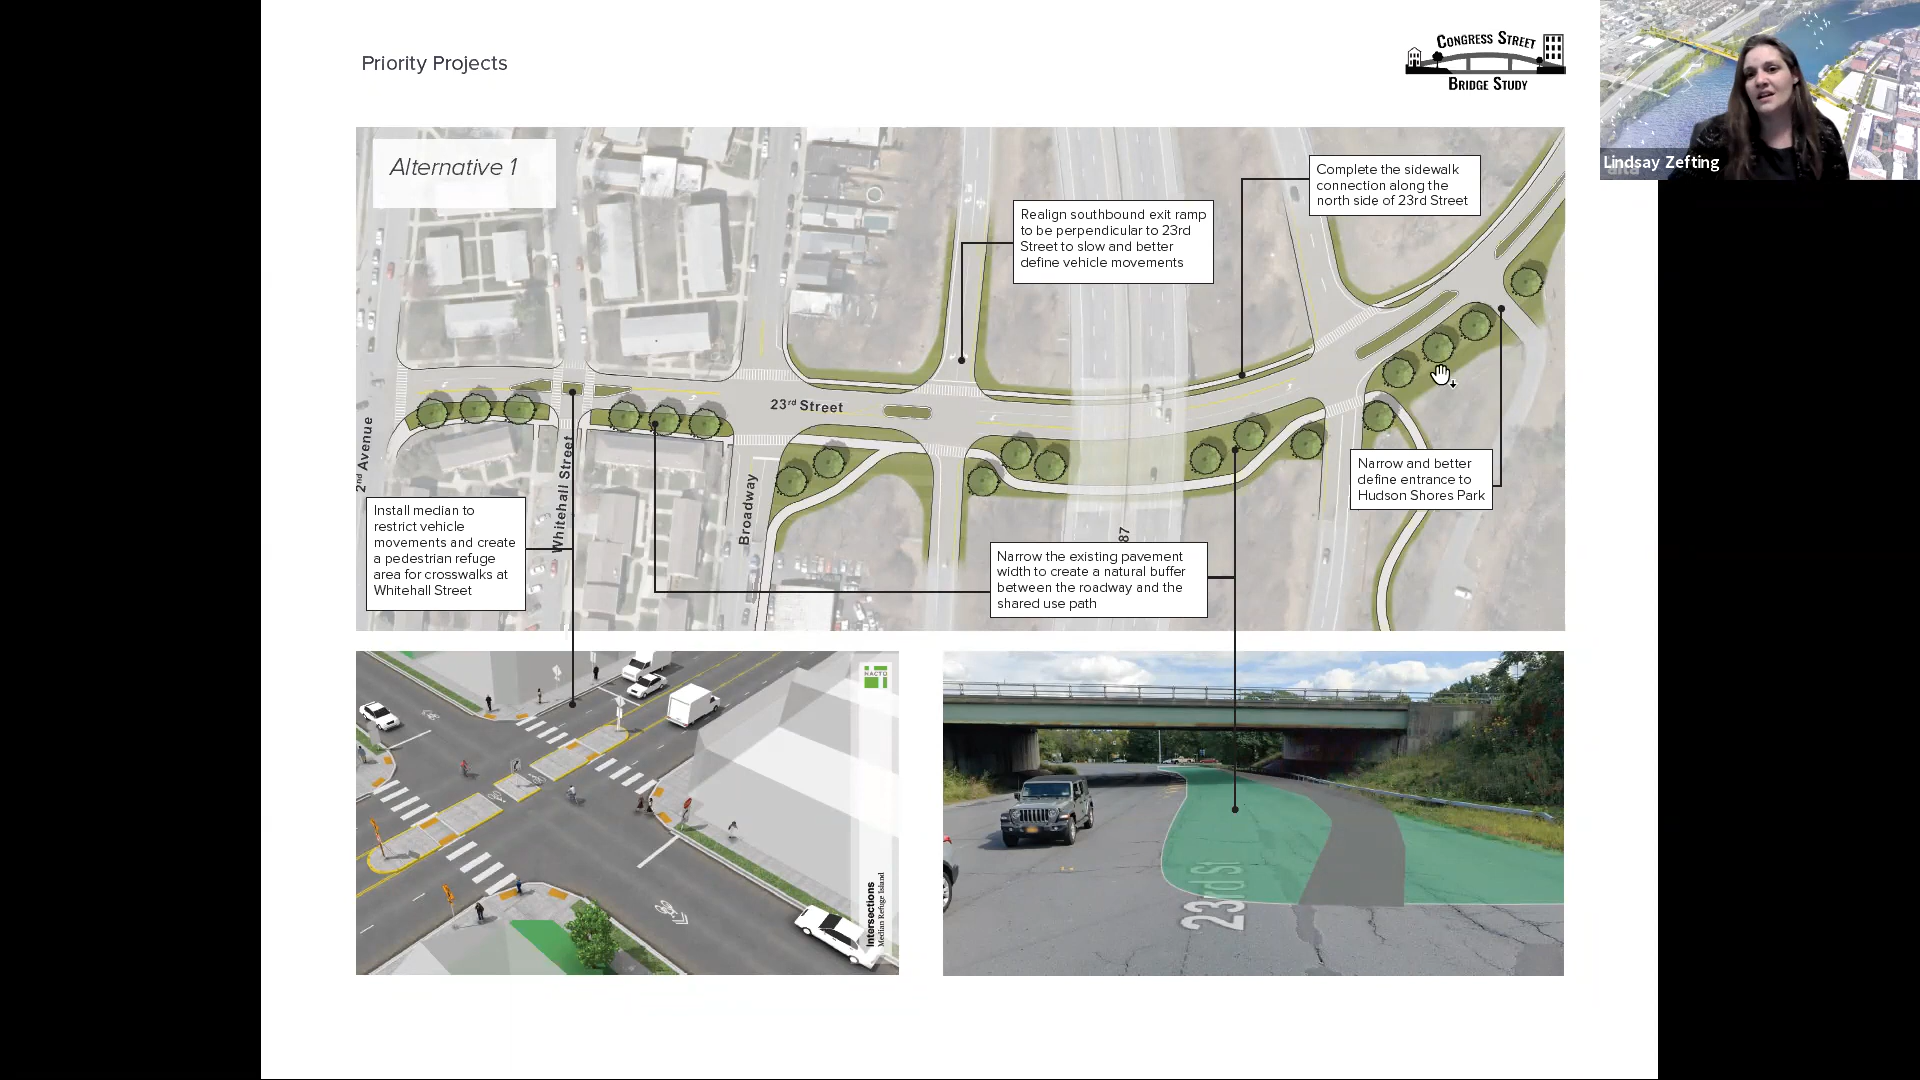 Priority Projects
CONGRESS STREET
BRIDGE STUDY
Lindsay Zefting
alta
Alternative 1
Complete the sidewalk
connection along the
north side of 23rd Street
Realign southbound exit ramp
to be perpendicular to 23rd
Street to slow and better
define vehicle movements
23rd Street
2nd Avenue
Whitehall Street
Broadway
87
Narrow and better
define entrance to
Hudson Shores Park
Install median to
restrict vehicle
movements and create
a pedestrian refuge
area for crosswalks at
Whitehall Street
Narrow the existing pavement
width to create a natural buffer
between the roadway and the
shared use path
NACTO
Intersections
Median Refuge Island
23rd St